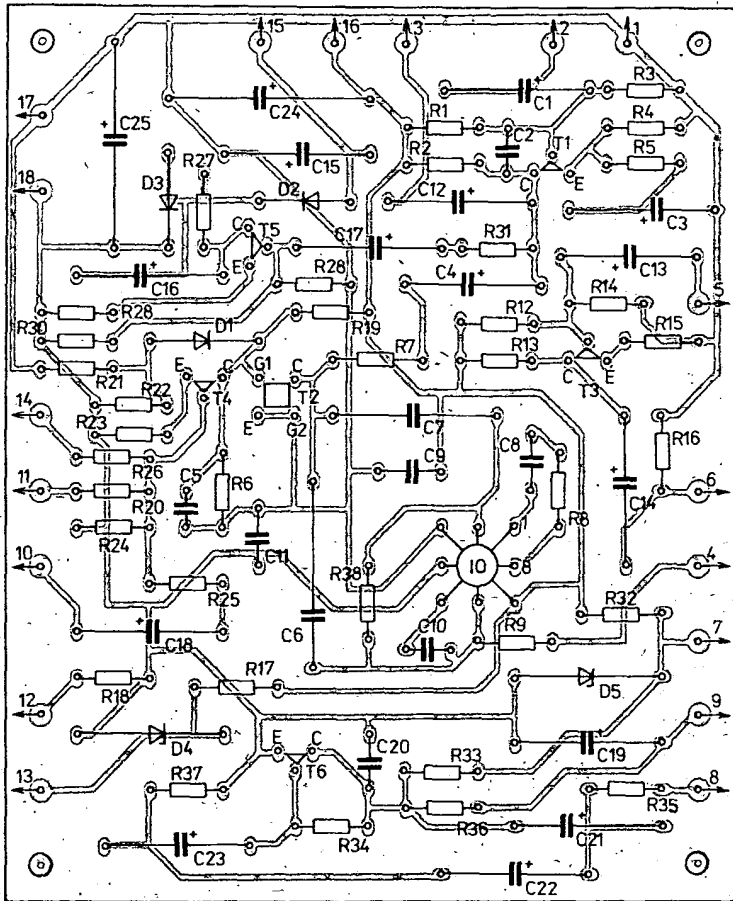 15 16 3 2 1
C24 C1 R3
17 R1 C2 R4
C25 T1
C15 R2 R5
R27 C E
18 D3 D2 C12 C3
C T5 C17 R31
E C13
C16 R28 C4 R14 5
R28 R12 R15
R30 D1 R19 R13
R21 E C G1 C R7 C E
R22 T4 T2 T3
14 R23 E G2 C7 R16
R26 C8
11 C5 R6 C9 C14 6
R20 R8
R24 1
10 C11 R38 IO 8 4
R25 R32
C18 C6 C10 R9 7
R18 R17 D5
12 D4 9
E C C20 C19
13 R37 T6 R33 8
R36 R35
C23 R34 C21
C22